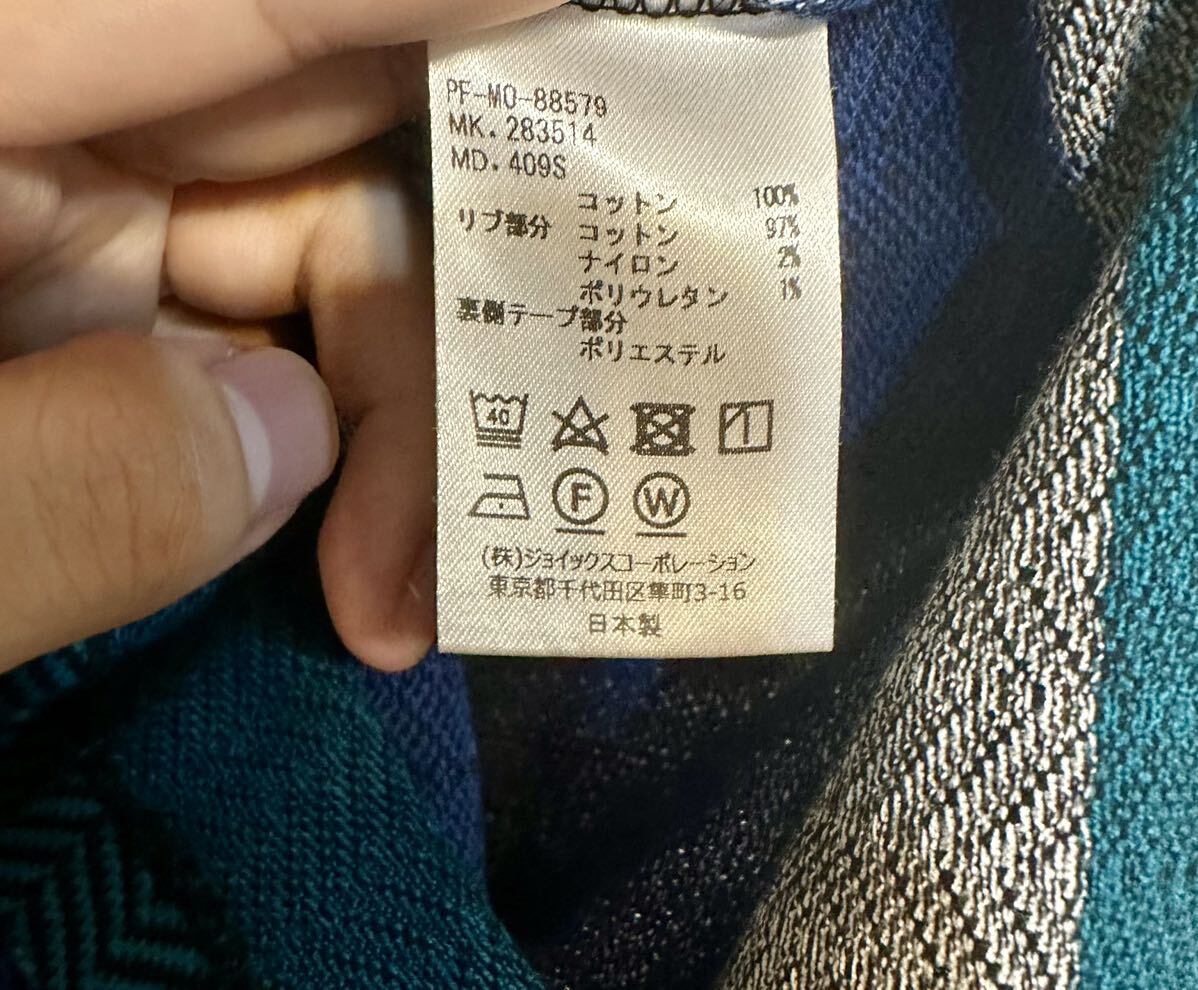 PF-MO-88579
MK. 283514
MD. 409S
コットン 100%
リブ部分 コットン 97%
ナイロン 2%
ポリウレタン 1%
裏側テープ部分
ポリエステル
40
F W
(株)ジョイックスコーポレーション
東京都千代田区隼町3-16
日本製